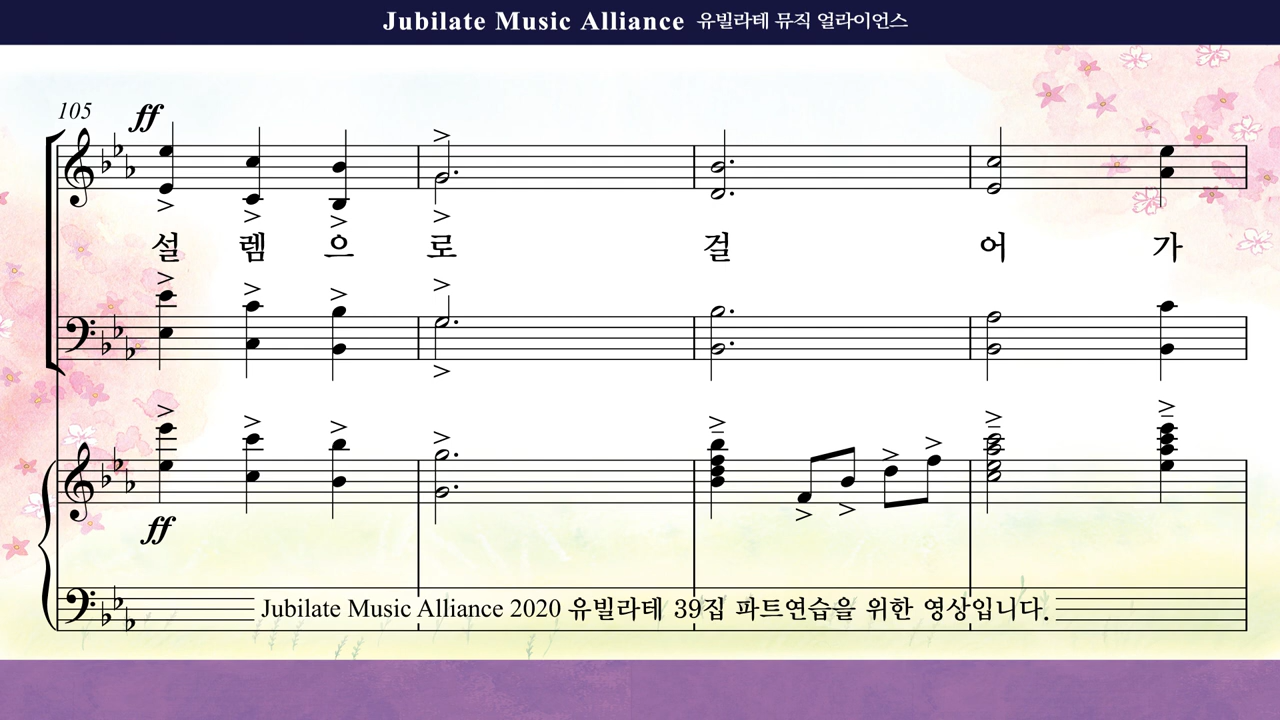 Jubilate Music Alliance 유빌라테 뮤직 얼라이언스
105
ff
설 렘 으 로 걸 어 가
ff
Jubilate Music Alliance 2020 유빌라테 39집 파트연습을 위한 영상입니다.